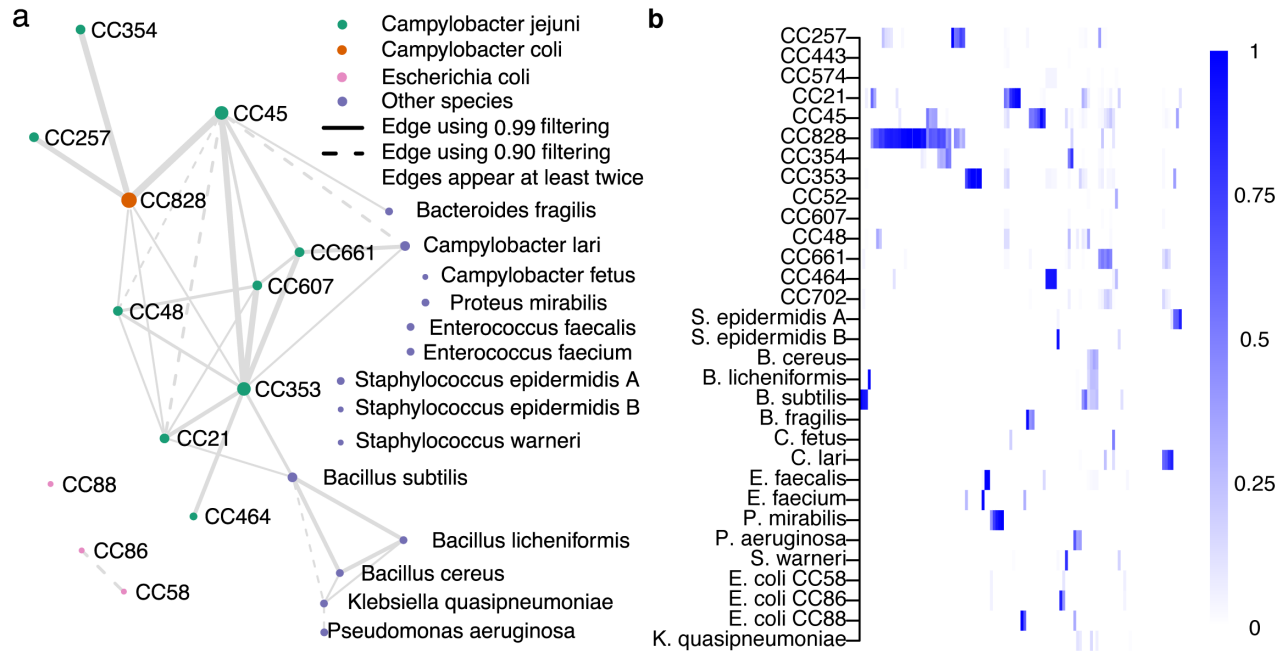 a
CC354
CC257
CC45
CC828
CC661
CC607
CC48
CC353
CC21
CC88
CC464
CC86
CC58
Campylobacter jejuni
Campylobacter coli
Escherichia coli
Other species
Edge using 0.99 filtering
Edge using 0.90 filtering
Edges appear at least twice
Bacteroides fragilis
Campylobacter lari
Campylobacter fetus
Proteus mirabilis
Enterococcus faecalis
Enterococcus faecium
Staphylococcus epidermidis A
Staphylococcus epidermidis B
Staphylococcus warneri
Bacillus subtilis
Bacillus licheniformis
Bacillus cereus
Klebsiella quasipneumoniae
Pseudomonas aeruginosa
b
CC257
CC443
CC574
CC21
CC45
CC828
CC354
CC353
CC52
CC607
CC48
CC661
CC464
CC702
S. epidermidis A
S. epidermidis B
B. cereus
B. licheniformis
B. subtilis
B. fragilis
C. fetus
C. lari
E. faecalis
E. faecium
P. mirabilis
P. aeruginosa
S. warneri
E. coli CC58
E. coli CC86
E. coli CC88
K. quasipneumoniae
1
0.75
0.5
0.25
0